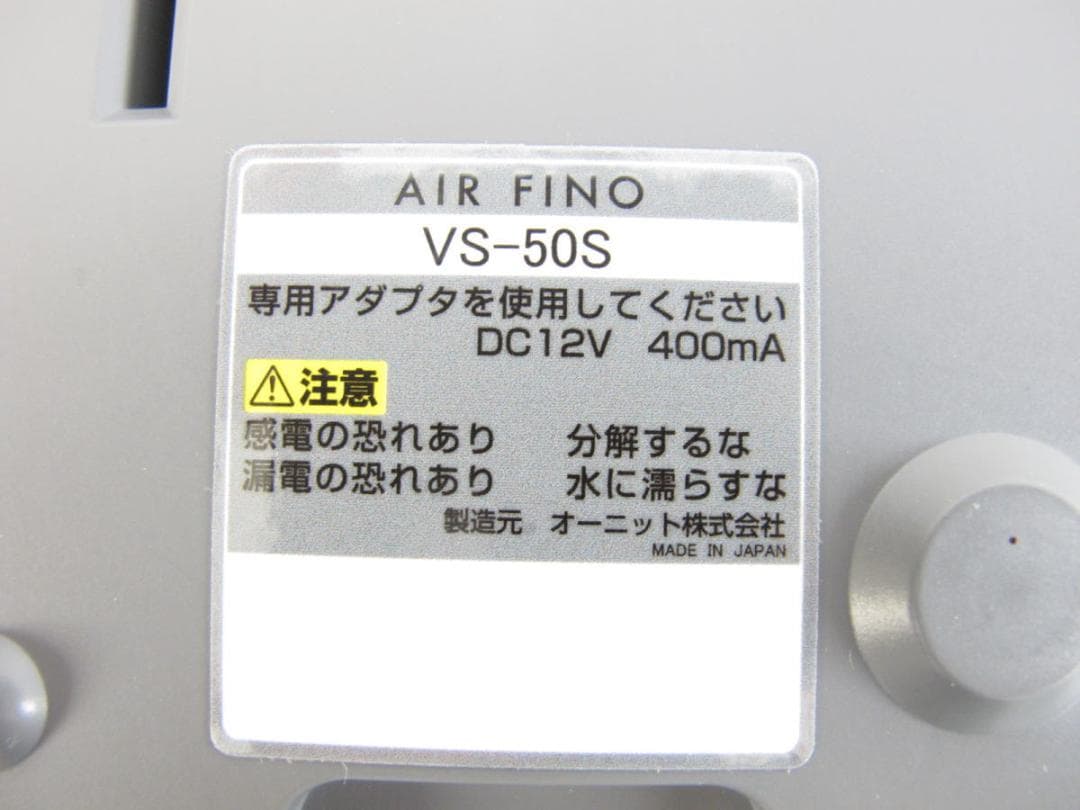 AIR FINO
VS-50S
専用アダプタを使用してください
DC12V 400mA
⚠注意
感電の恐れあり 分解するな
漏電の恐れあり 水に濡らすな
製造元 オーニット株式会社
MADE IN JAPAN